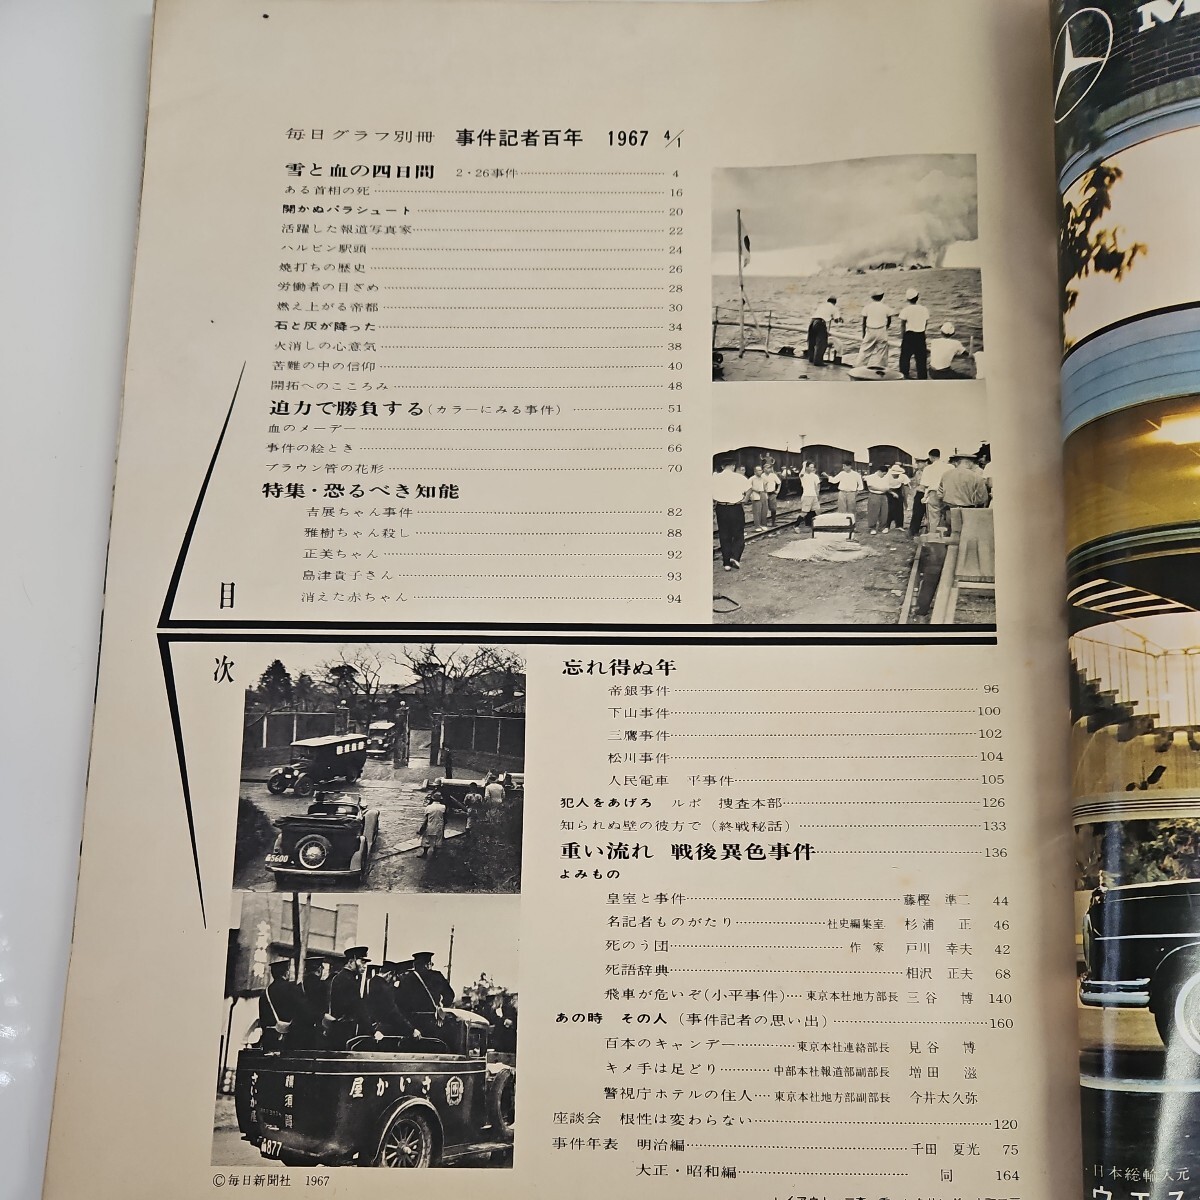 毎日グラフ別冊 事件記者百年 1967 4/1
雪と血の四日間 2・26事件 4
ある首相の死 16
開かぬパラシュート 20
活躍した報道写真家 22
ハルビン駅頭 24
焼打ちの歴史 26
労働者の目ざめ 28
燃え上がる帝都 30
石と灰が降った 34
火消しの心意気 38
苦難の中の信仰 40
開拓へのこころみ 48
迫力で勝負する(カラーにみる事件) 51
血のメーデー 64
事件の絵とき 66
ブラウン管の花形 70
特集・恐るべき知能
吉展ちゃん事件 82
雅樹ちゃん殺し 88
正美ちゃん 92
島津貴子さん 93
消えた赤ちゃん 94
目
次
忘れ得ぬ年
帝銀事件 96
下山事件 100
三鷹事件 102
松川事件 104
人民電車 平事件 105
犯人をあげろ ルポ 捜査本部 126
知られぬ壁の彼方で(終戦秘話) 133
重い流れ 戦後異色事件 136
よみもの
皇室と事件 藤樫 準二 44
名記者ものがたり 社史編集室 杉浦 正 46
死のう団 作家 戸川 幸夫 42
死語辞典 相沢 正夫 68
飛車が危いぞ(小平事件) 東京本社地方部長 三谷 博 140
あの時 その人 (事件記者の思い出) 160
百本のキャンデー 東京本社連絡部長 見谷 博
キメ手は足どり 中部本社報道部副部長 増田 滋
警視庁ホテルの住人 東京本社地方部副部長 今井太久弥
座談会 根性は変わらない 120
事件年表 明治編 千田 夏光 75
大正・昭和編 同 164
©毎日新聞社 1967
5600
877
さいか屋
横須賀
さいか屋
M
日本総輸入元
ウエス